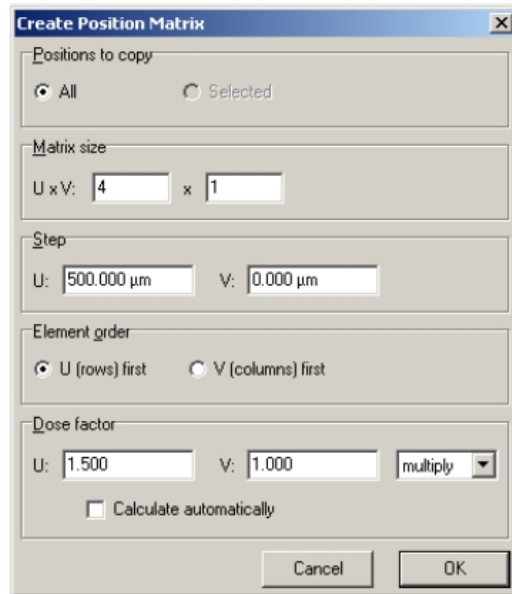 Create Position Matrix
Positions to copy
All Selected
Matrix size
U x V: 4 x 1
Step
U: 500.000 µm V: 0.000 µm
Element order
U (rows) first V (columns) first
Dose factor
U: 1.500 V: 1.000 multiply
Calculate automatically
Cancel OK